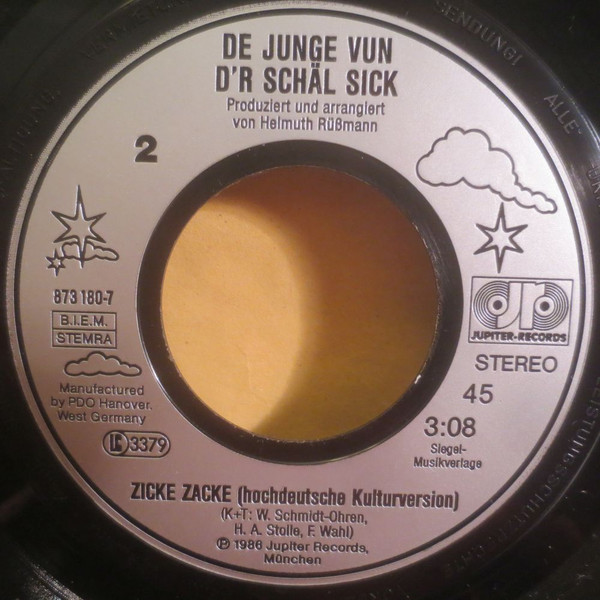 DE JUNGE VUN
D'R SCHÄL SICK
Produziert und arrangiert
von Helmuth Rüßmann
2
873 180-7
B.I.E.M.
STEMRA
Manufactured
by PDO Hanover.
West Germany
LC 3379
JUPITER-RECORDS
STEREO
45
3:08
Siegel-
Musikverlage
ZICKE ZACKE (hochdeutsche Kulturversion)
(K+T: W. Schmidt-Ohren,
H. A. Stolle, F. Wahl)
℗ 1986 Jupiter Records,
München
SENDUNG! ALLE